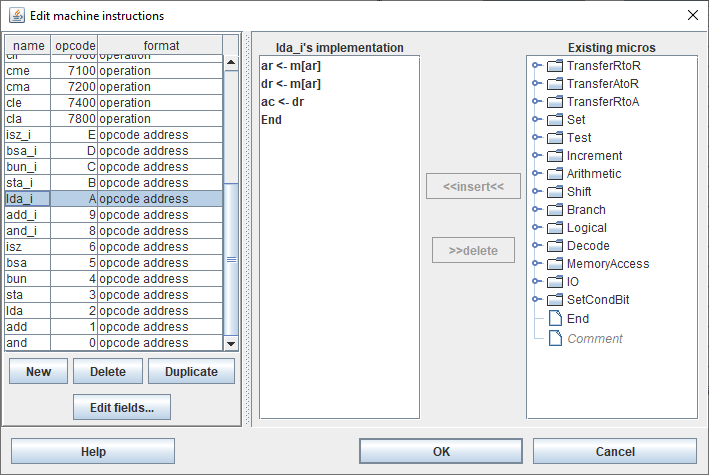 Edit machine instructions
name opcode format
cir 7080 operation
cme 7100 operation
cma 7200 operation
cle 7400 operation
cla 7800 operation
isz_i E opcode address
bsa_i D opcode address
bun_i C opcode address
sta_i B opcode address
lda_i A opcode address
add_i 9 opcode address
and_i 8 opcode address
isz 6 opcode address
bsa 5 opcode address
bun 4 opcode address
sta 3 opcode address
lda 2 opcode address
add 1 opcode address
and 0 opcode address
New Delete Duplicate
Edit fields...
lda_i's implementation
ar <- m[ar]
dr <- m[ar]
ac <- dr
End
<<insert<<
>>delete
Existing micros
TransferRtoR
TransferAtoR
TransferRtoA
Set
Test
Increment
Arithmetic
Shift
Branch
Logical
Decode
MemoryAccess
IO
SetCondBit
End
Comment
Help OK Cancel